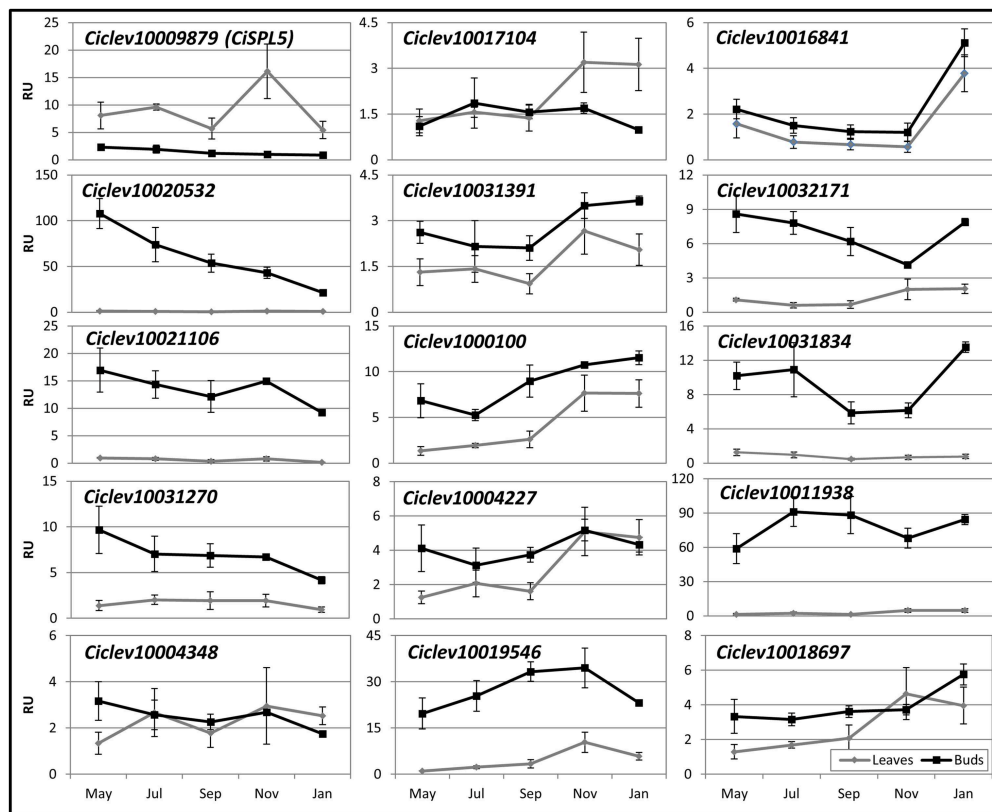 Ciclev10009879 (CiSPL5)
RU
25
20
15
10
5
0
Ciclev10017104
4.5
3
1.5
0
Ciclev10016841
6
4
2
0
Ciclev10020532
RU
150
100
50
0
Ciclev10031391
4.5
3
1.5
0
Ciclev10032171
12
9
6
3
0
Ciclev10021106
RU
25
20
15
10
5
0
Ciclev1000100
15
10
5
0
Ciclev10031834
16
12
8
4
0
Ciclev10031270
RU
15
10
5
0
Ciclev10004227
8
6
4
2
0
Ciclev10011938
120
90
60
30
0
Ciclev10004348
RU
6
4
2
0
Ciclev10019546
45
30
15
0
Ciclev10018697
8
6
4
2
0
Leaves Buds
May Jul Sep Nov Jan
May Jul Sep Nov Jan
May Jul Sep Nov Jan